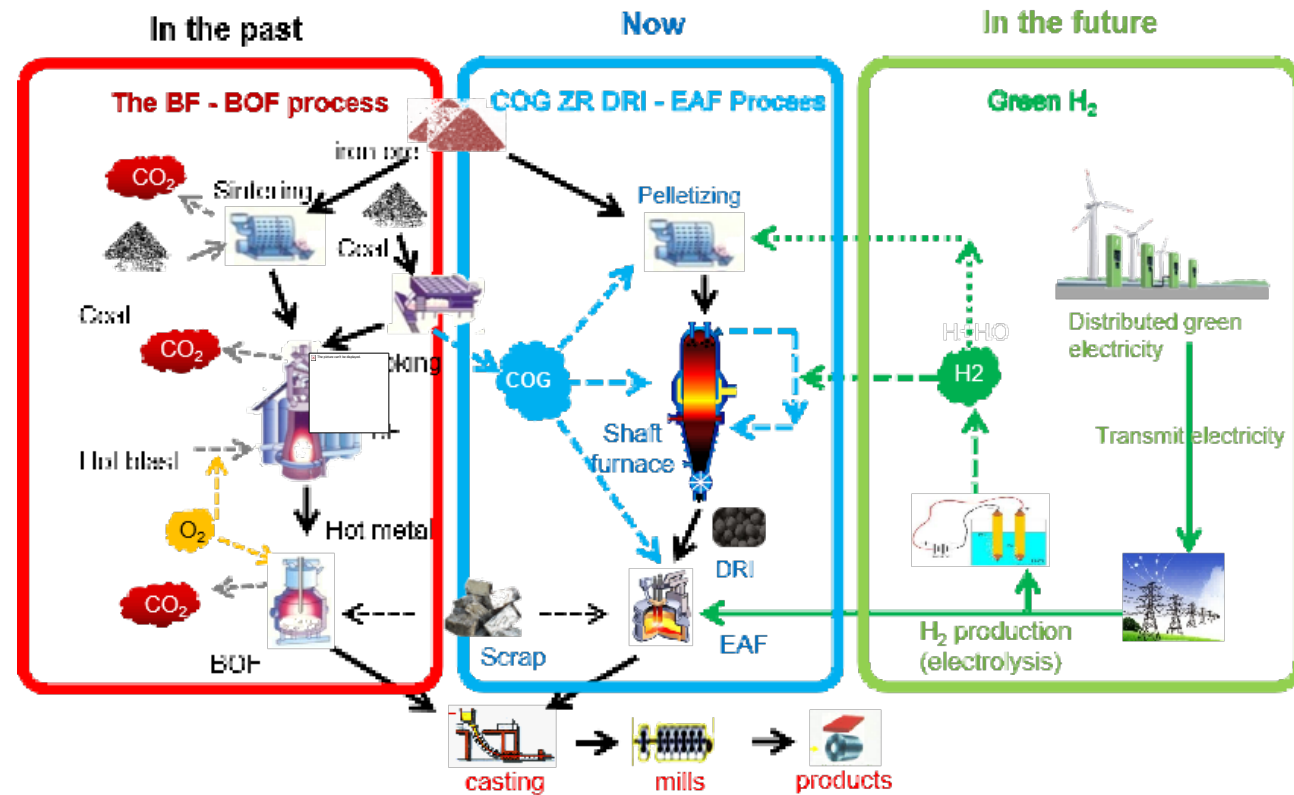 In the past
Now
In the future
The BF - BOF process
COG ZR DRI - EAF Process
Green H₂
iron ore
CO₂
Sintering
Pelletizing
Coal
Coal
CO₂
oking
COG
H2
Distributed green
electricity
Hot blast
Shaft
furnace
Transmit electricity
O₂
Hot metal
DRI
CO₂
BOF
Scrap
EAF
H₂ production
(electrolysis)
casting
mills
products